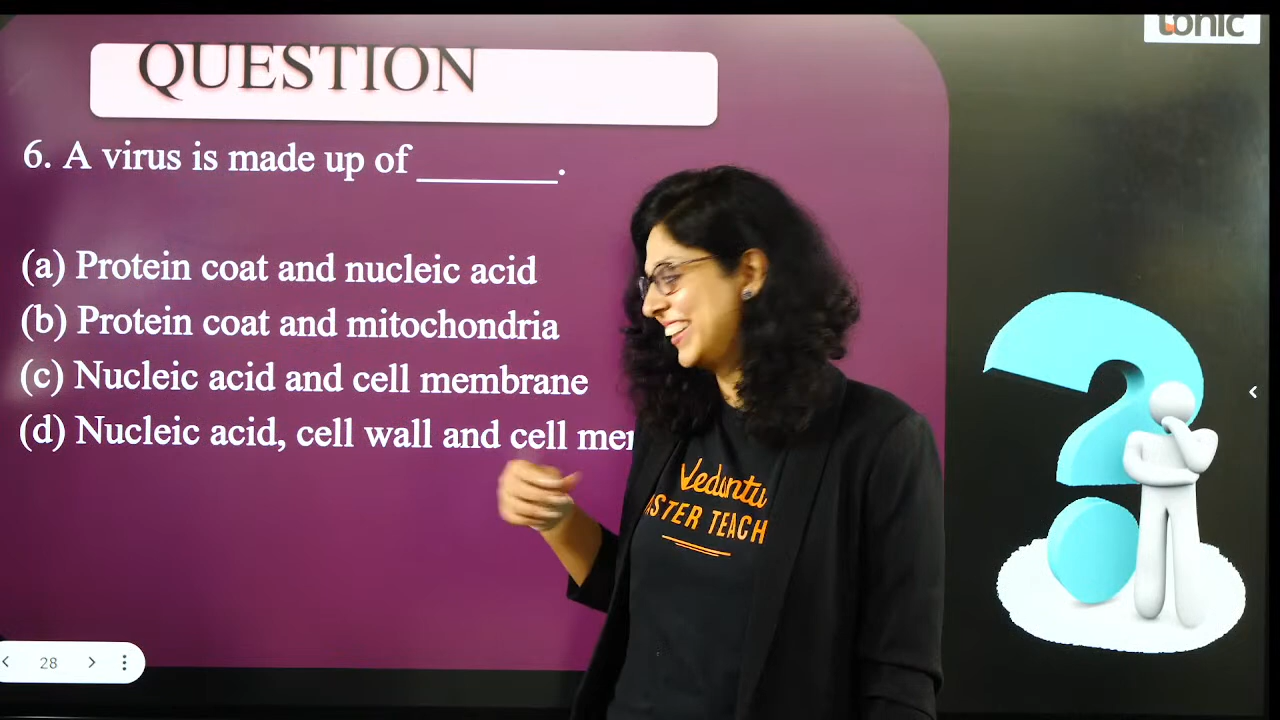 tonic
QUESTION
6. A virus is made up of ________.
(a) Protein coat and nucleic acid
(b) Protein coat and mitochondria
(c) Nucleic acid and cell membrane
(d) Nucleic acid, cell wall and cell
Vedantu
ASTER TEACH
28